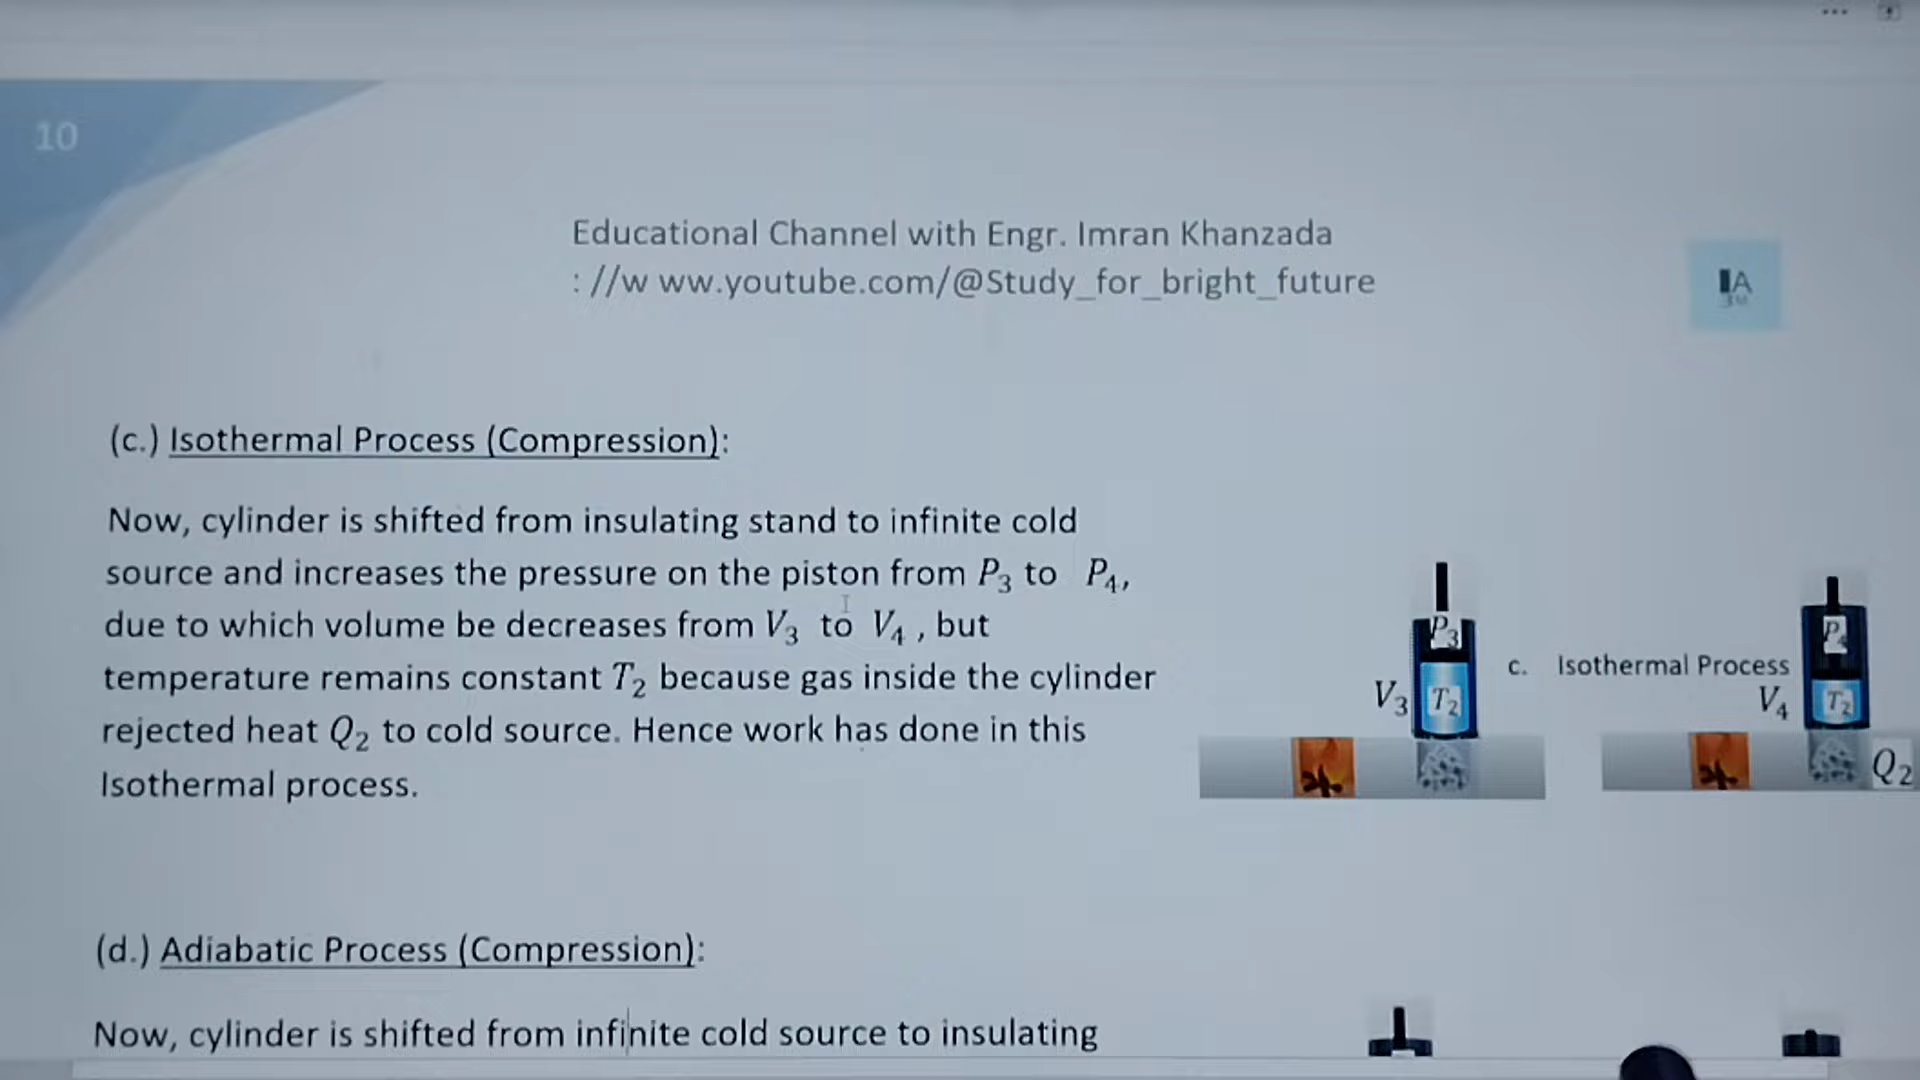 10
Educational Channel with Engr. Imran Khanzada
: //w ww.youtube.com/@Study_for_bright_future
(c.) Isothermal Process (Compression):
Now, cylinder is shifted from insulating stand to infinite cold
source and increases the pressure on the piston from P₃ to P₄,
due to which volume be decreases from V₃ to V₄ , but
temperature remains constant T₂ because gas inside the cylinder
rejected heat Q₂ to cold source. Hence work has done in this
Isothermal process.
P₃
V₃ T₂
c. Isothermal Process
P₄
V₄ T₂
Q₂
(d.) Adiabatic Process (Compression):
Now, cylinder is shifted from infinite cold source to insulating